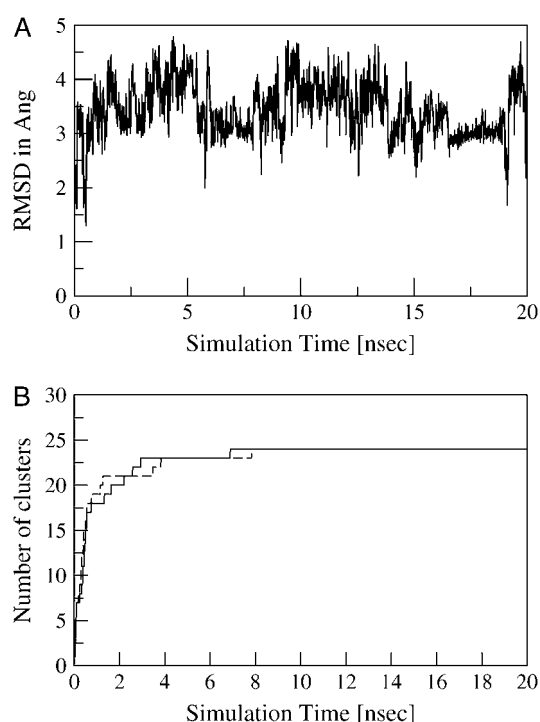 A
RMSD in Ang
5
4
3
2
1
0
0 5 10 15 20
Simulation Time [nsec]
B
Number of clusters
30
25
20
15
10
5
0
0 2 4 6 8 10 12 14 16 18 20
Simulation Time [nsec]